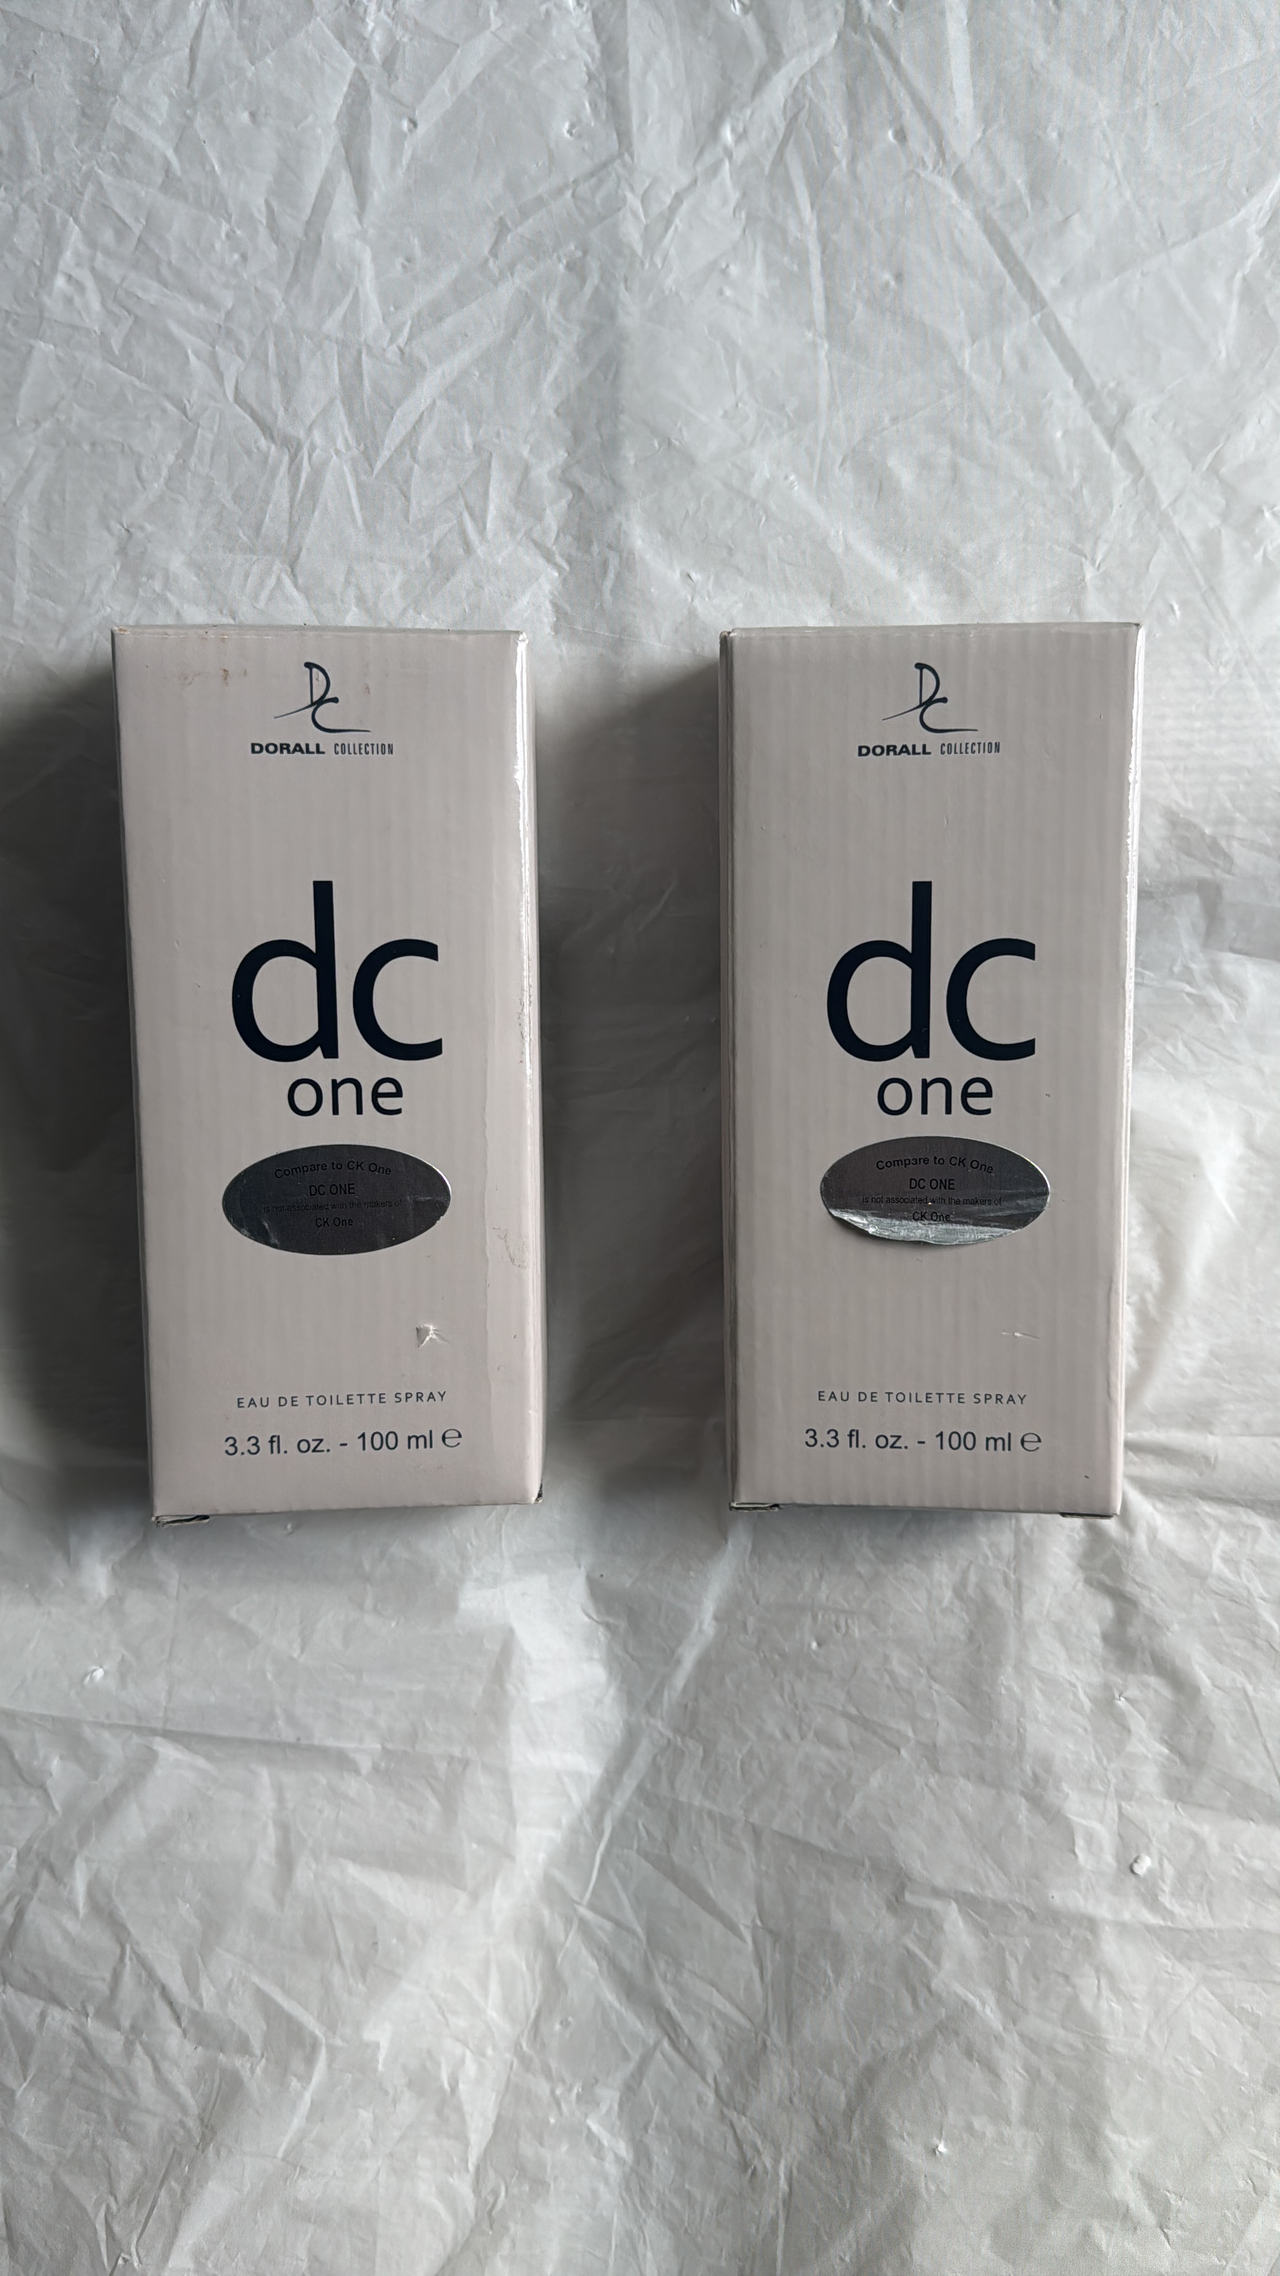 DC
DORALL COLLECTION
dc
one
Compare to CK One
DC ONE
is not associated with the makers of
CK One
EAU DE TOILETTE SPRAY
3.3 fl. oz. - 100 ml ℮
DC
DORALL COLLECTION
dc
one
Compare to CK One
DC ONE
is not associated with the makers of
CK One
EAU DE TOILETTE SPRAY
3.3 fl. oz. - 100 ml ℮